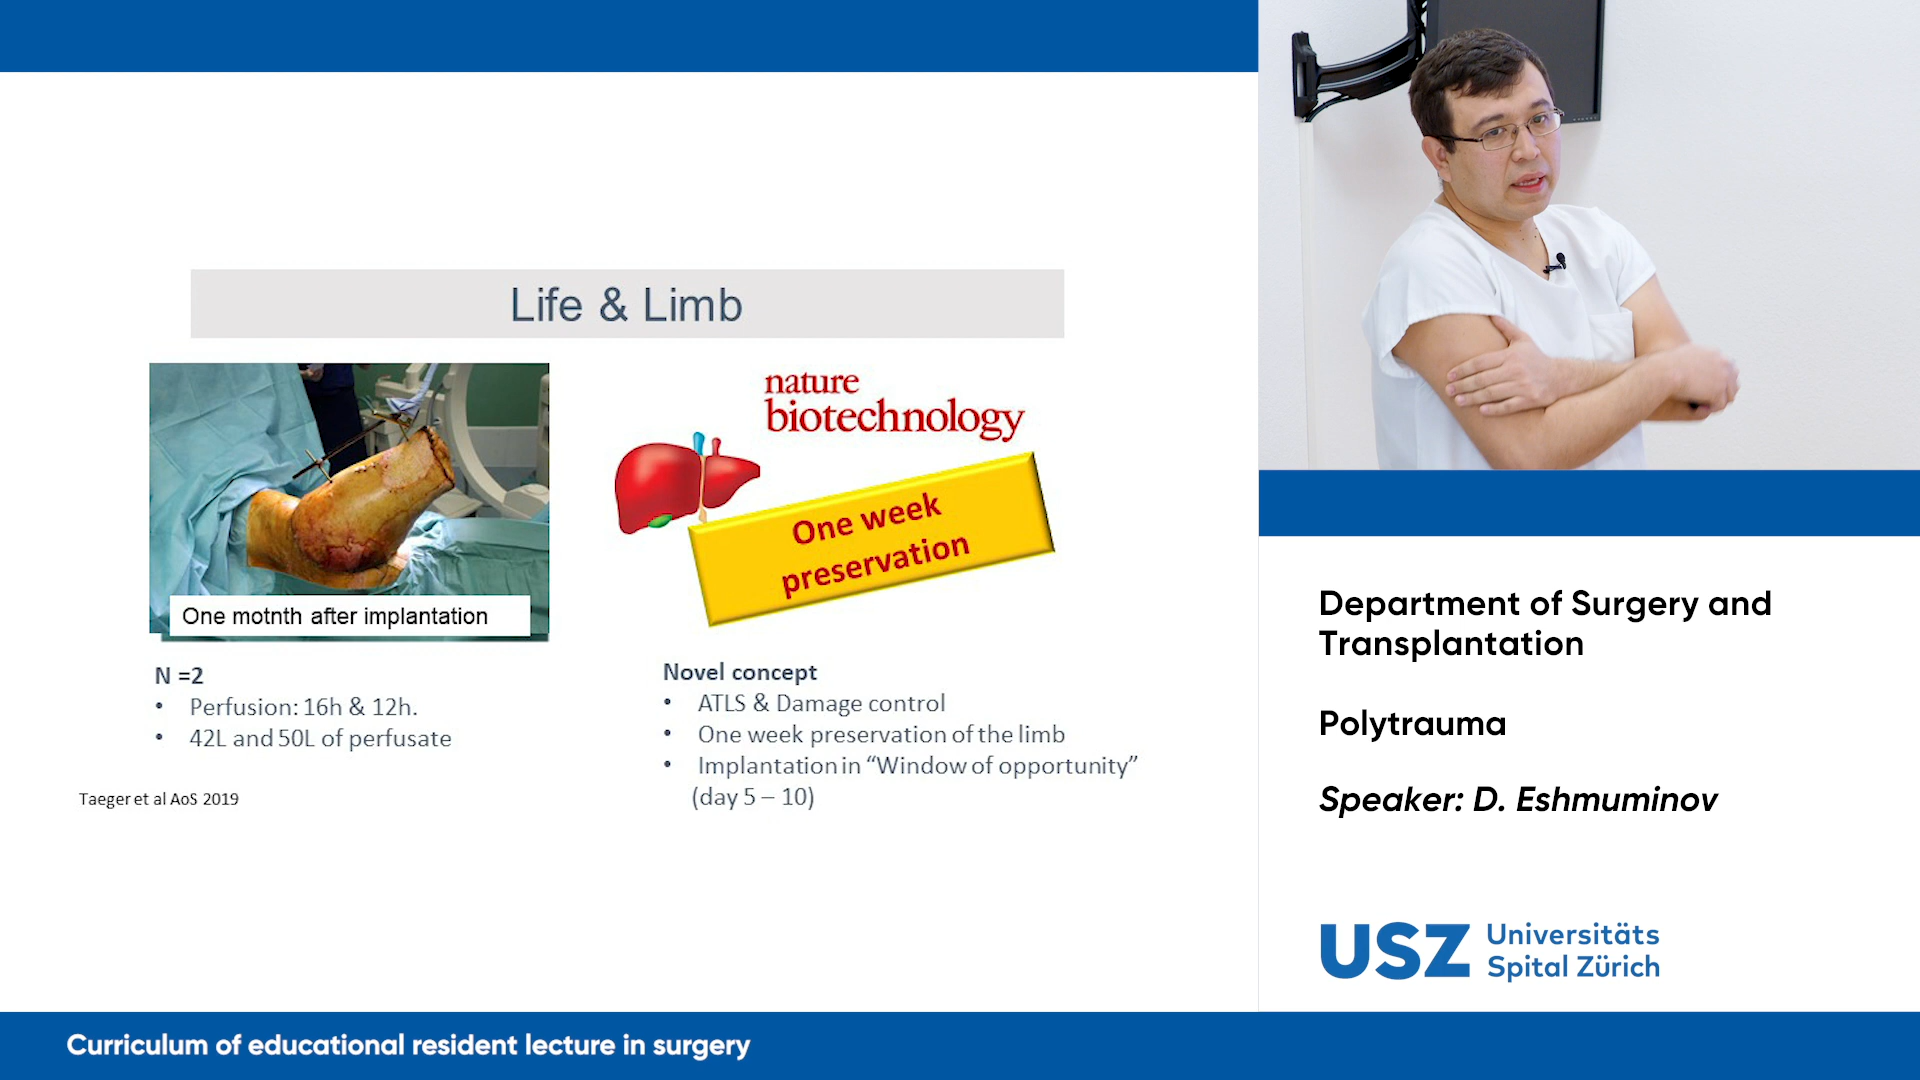 Life & Limb
One motnth after implantation
N =2
• Perfusion: 16h & 12h.
• 42L and 50L of perfusate
Taeger et al AoS 2019
nature
biotechnology
One week
preservation
Novel concept
• ATLS & Damage control
• One week preservation of the limb
• Implantation in “Window of opportunity”
(day 5 – 10)
Department of Surgery and
Transplantation
Polytrauma
Speaker: D. Eshmuminov
USZ Universitäts
Spital Zürich
Curriculum of educational resident lecture in surgery